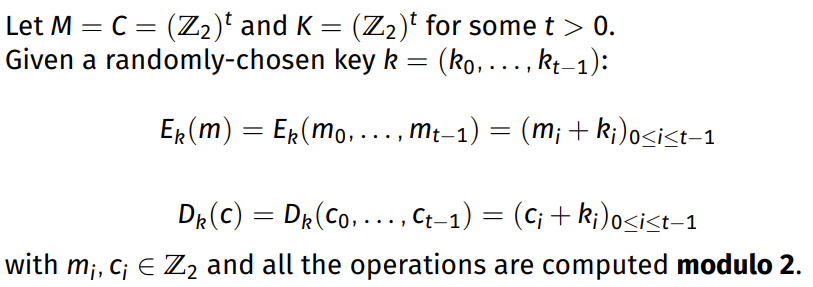 Let M = C = (ℤ₂)ᵗ and K = (ℤ₂)ᵗ for some t > 0.
Given a randomly-chosen key k = (k₀, . . . , kₜ₋₁):
Eₖ(m) = Eₖ(m₀, . . . , mₜ₋₁) = (mᵢ + kᵢ)₀≤ᵢ≤ₜ₋₁
Dₖ(c) = Dₖ(c₀, . . . , cₜ₋₁) = (cᵢ + kᵢ)₀≤ᵢ≤ₜ₋₁
with mᵢ, cᵢ ∈ ℤ₂ and all the operations are computed modulo 2.